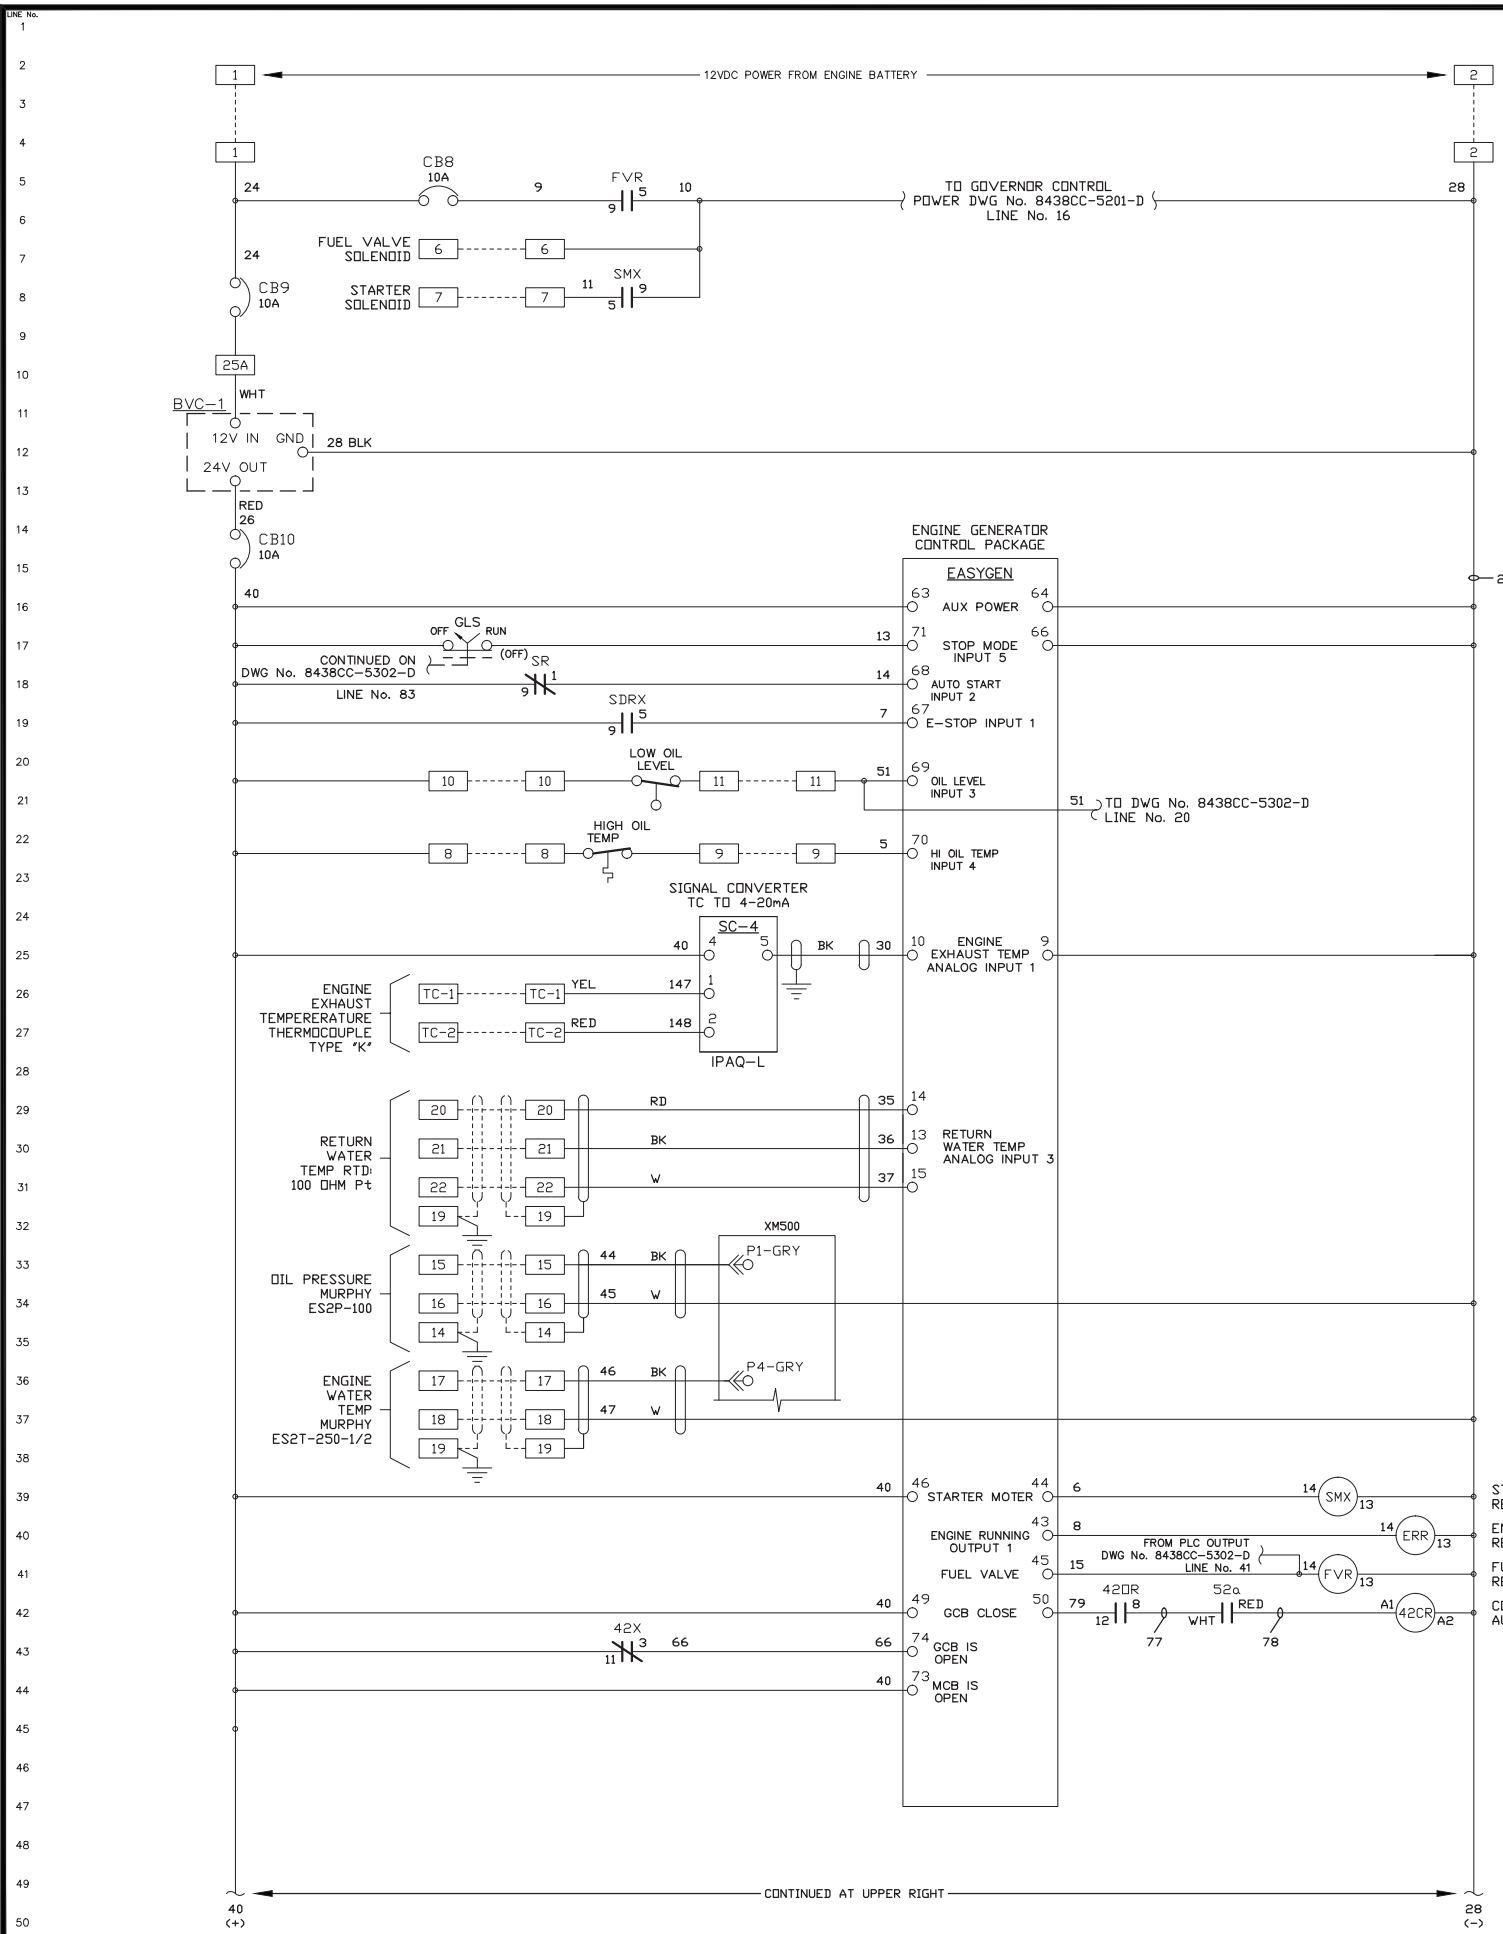 LINE No.
1
2
1
12VDC POWER FROM ENGINE BATTERY
2
3
4
1
2
5
24
CB8
10A
9
FVR
5
9
10
TO GOVERNOR CONTROL
POWER DWG No. 8438CC-5201-D
LINE No. 16
28
6
7
24
FUEL VALVE
SOLENOID
6
6
8
CB9
10A
STARTER
SOLENOID
7
7
11
SMX
9
5
9
25A
10
WHT
11
BVC-1
12V IN
GND
28 BLK
12
24V OUT
13
RED
26
14
CB10
10A
ENGINE GENERATOR
CONTROL PACKAGE
15
EASYGEN
2
40
16
63
AUX POWER
64
17
GLS
OFF
RUN
(OFF)
13
71
STOP MODE
INPUT 5
66
CONTINUED ON
DWG No. 8438CC-5302-D
LINE No. 83
18
SR
1
9
14
68
AUTO START
INPUT 2
19
SDRX
5
9
7
67
E-STOP INPUT 1
20
LOW OIL
LEVEL
10
10
11
11
51
69
OIL LEVEL
INPUT 3
21
51
TO DWG No. 8438CC-5302-D
LINE No. 20
22
HIGH OIL
TEMP
8
8
9
9
5
70
HI OIL TEMP
INPUT 4
23
SIGNAL CONVERTER
TC TO 4-20mA
24
SC-4
25
40
4
5
BK
30
10
ENGINE
EXHAUST TEMP
ANALOG INPUT 1
9
26
ENGINE
EXHAUST
TEMPERERATURE
THERMOCOUPLE
TYPE "K"
TC-1
TC-1
YEL
147
1
27
TC-2
TC-2
RED
148
2
IPAQ-L
28
29
20
20
RD
35
14
30
RETURN
WATER
TEMP RTD:
100 OHM Pt
21
21
BK
36
13
RETURN
WATER TEMP
ANALOG INPUT 3
31
22
22
W
37
15
32
19
19
XM500
33
OIL PRESSURE
MURPHY
ES2P-100
15
15
44
BK
P1-GRY
34
16
16
45
W
35
14
14
36
ENGINE
WATER
TEMP
MURPHY
ES2T-250-1/2
17
17
46
BK
P4-GRY
37
18
18
47
W
38
19
19
39
40
46
STARTER MOTER
44
6
14
SMX
13
ST
RE
40
ENGINE RUNNING
OUTPUT 1
43
8
14
ERR
13
EN
RE
FROM PLC OUTPUT
DWG No. 8438CC-5302-D
LINE No. 41
41
FUEL VALVE
45
15
14
FVR
13
FU
RE
42
40
49
GCB CLOSE
50
79
42OR
12
8
77
WHT
52a
RED
78
A1
42CR
A2
CO
AU
43
42X
11
3
66
66
74
GCB IS
OPEN
44
40
73
MCB IS
OPEN
45
46
47
48
49
CONTINUED AT UPPER RIGHT
50
40
(+)
28
(-)